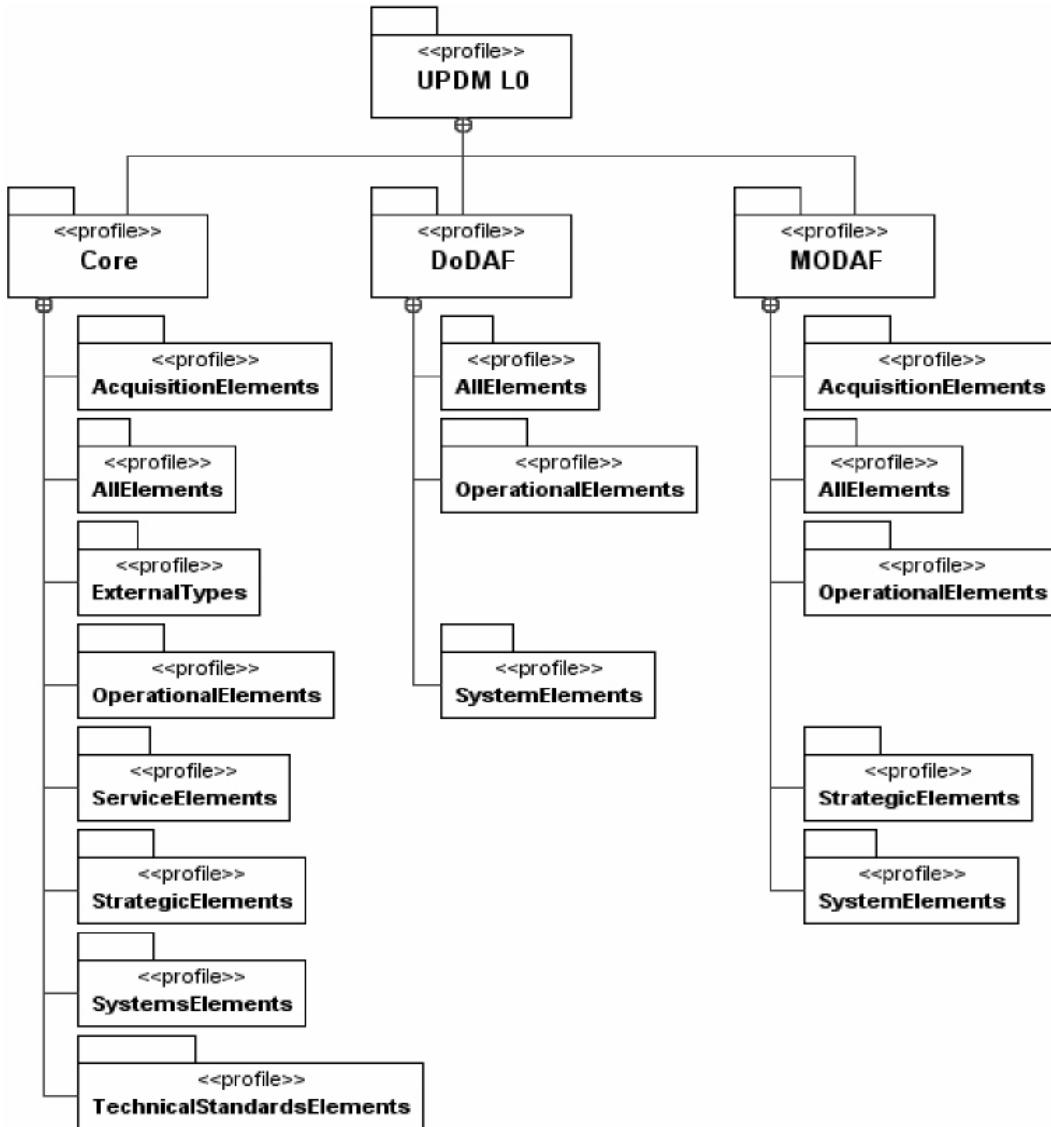 <<profile>>
UPDM L0
<<profile>>
Core
<<profile>>
DoDAF
<<profile>>
MODAF
<<profile>>
AcquisitionElements
<<profile>>
AllElements
<<profile>>
ExternalTypes
<<profile>>
OperationalElements
<<profile>>
ServiceElements
<<profile>>
StrategicElements
<<profile>>
SystemsElements
<<profile>>
TechnicalStandardsElements
<<profile>>
AllElements
<<profile>>
OperationalElements
<<profile>>
SystemElements
<<profile>>
AcquisitionElements
<<profile>>
AllElements
<<profile>>
OperationalElements
<<profile>>
StrategicElements
<<profile>>
SystemElements